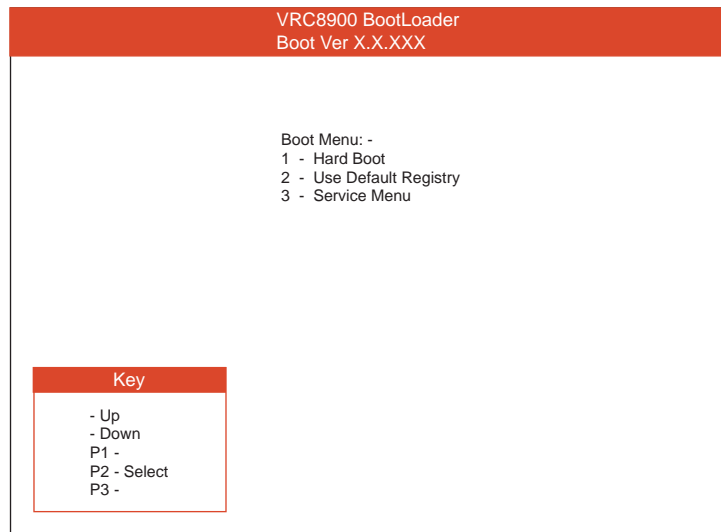 VRC8900 BootLoader
Boot Ver X.X.XXX
Boot Menu: -
1 - Hard Boot
2 - Use Default Registry
3 - Service Menu
Key
- Up
- Down
P1 -
P2 - Select
P3 -